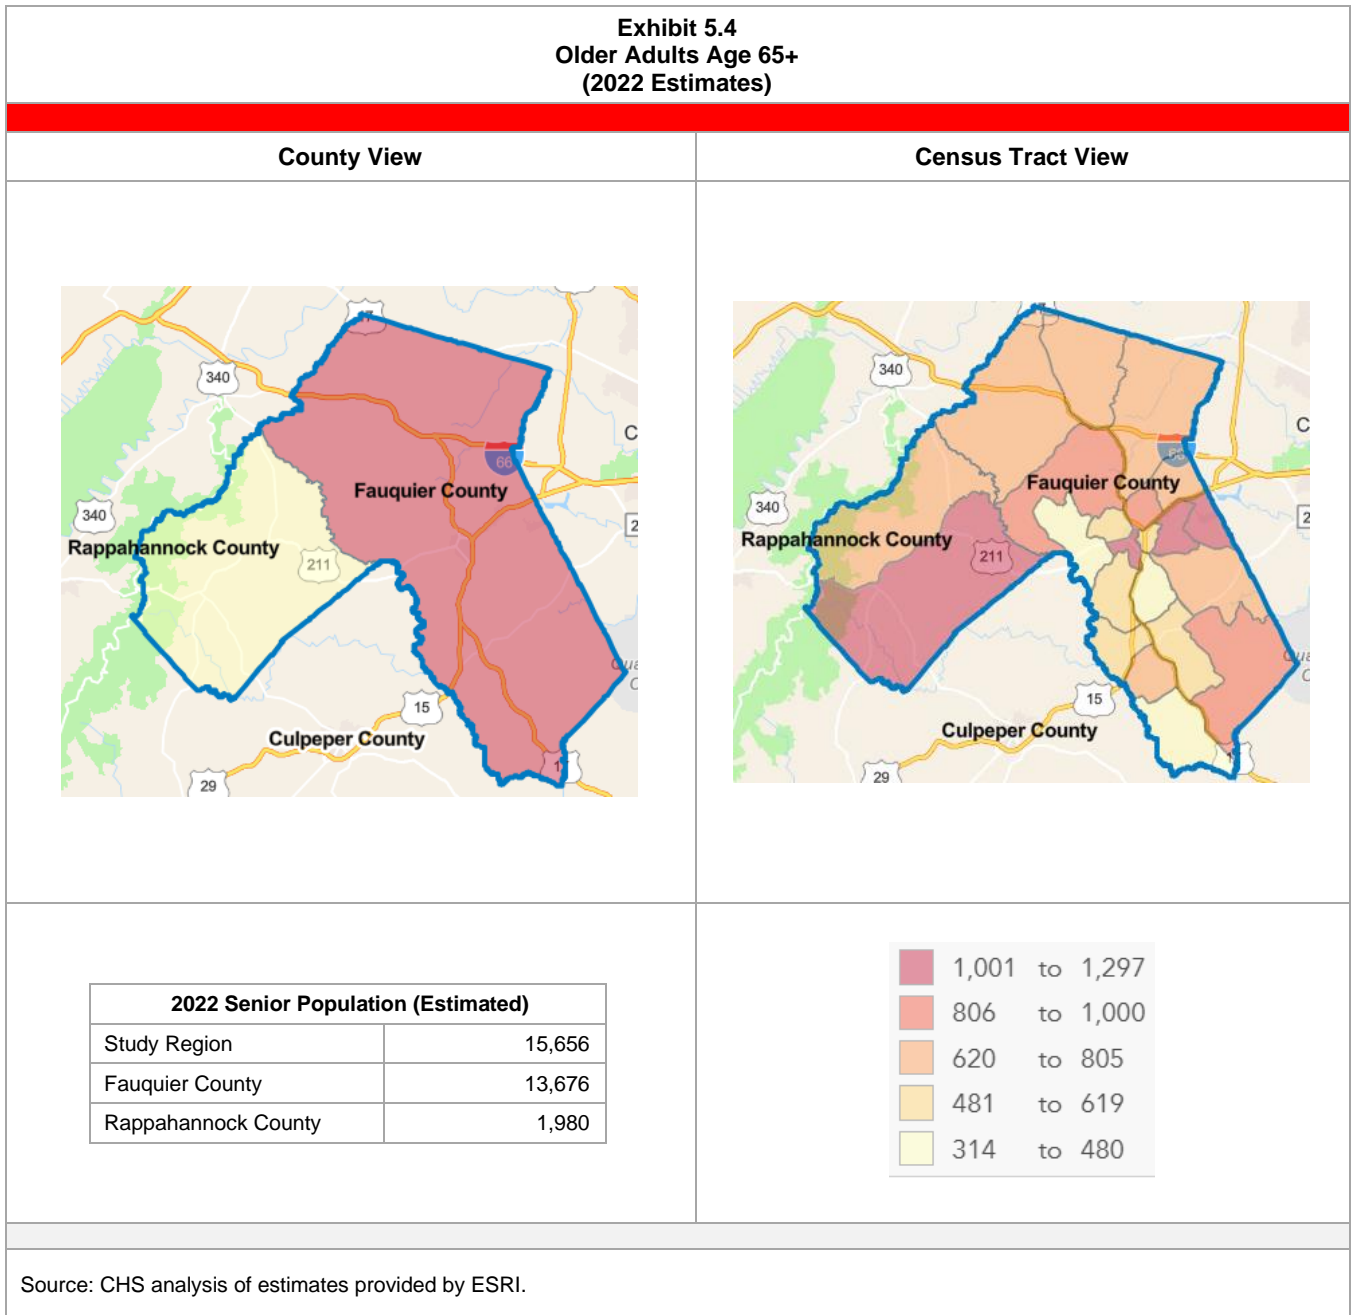 Exhibit 5.4
Older Adults Age 65+
(2022 Estimates)
County View
Census Tract View
340
C
66
Fauquier County
340
2
Rappahannock County
211
15
Culpeper County
29
340
C
66
Fauquier County
340
2
Rappahannock County
211
15
Culpeper County
29
2022 Senior Population (Estimated)
Study Region 15,656
Fauquier County 13,676
Rappahannock County 1,980
1,001 to 1,297
806 to 1,000
620 to 805
481 to 619
314 to 480
Source: CHS analysis of estimates provided by ESRI.